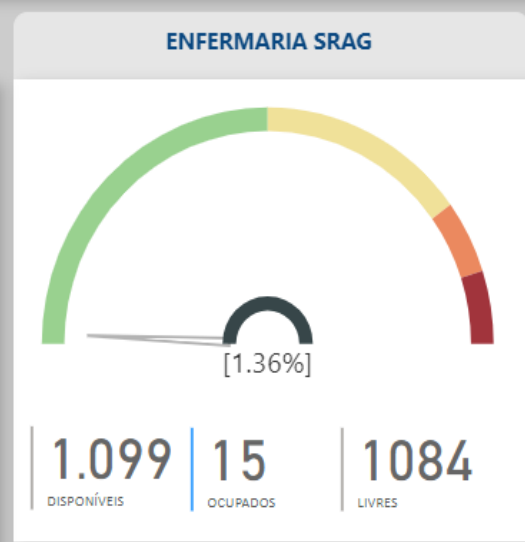 ENFERMARIA SRAG
[1.36%]
1.099 15 1084
DISPONÍVEIS OCUPADOS LIVRES